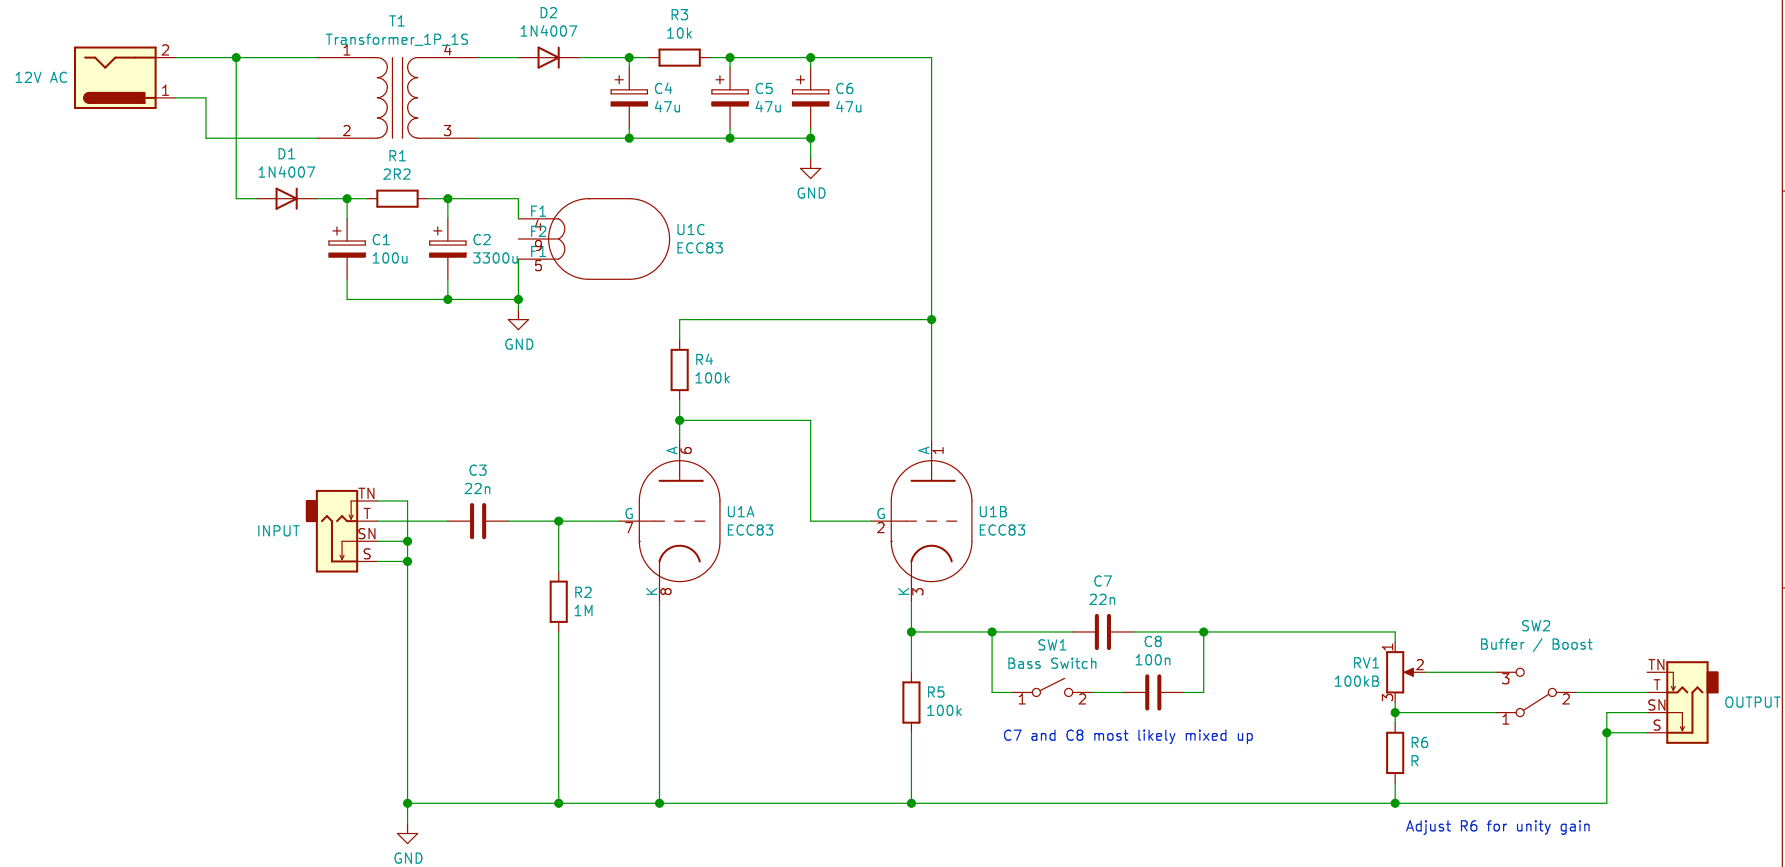 T1
Transformer_1P_1S
D2
1N4007
R3
10k
12V AC
2
1
1
2
4
3
+
C4
47u
+
C5
47u
+
C6
47u
GND
D1
1N4007
R1
2R2
+
C1
100u
+
C2
3300u
F1
4
F2
9
F1
5
U1C
ECC83
GND
R4
100k
A
6
A
1
C3
22n
INPUT
TN
T
SN
S
G
7
U1A
ECC83
G
2
U1B
ECC83
K
8
K
3
R2
1M
C7
22n
SW1
Bass Switch
1
2
C8
100n
R5
100k
C7 and C8 most likely mixed up
RV1
100kB
1
2
3
SW2
Buffer / Boost
3
2
1
TN
T
SN
S
OUTPUT
R6
R
Adjust R6 for unity gain
GND